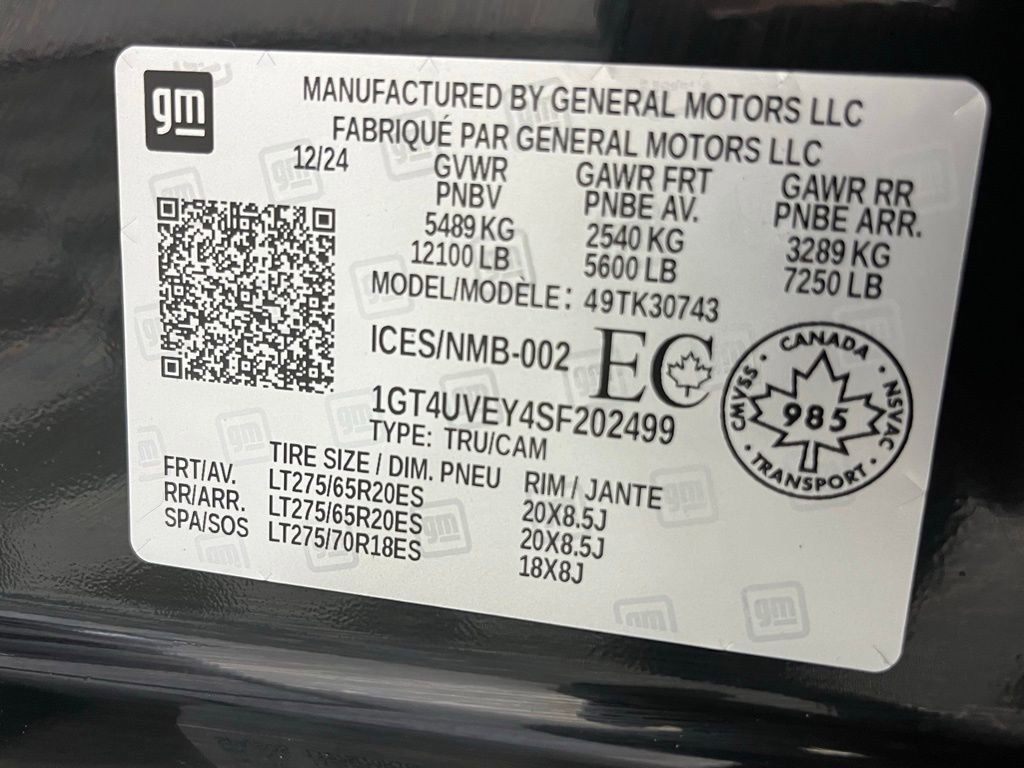 gm
MANUFACTURED BY GENERAL MOTORS LLC
FABRIQUÉ PAR GENERAL MOTORS LLC
12/24
GVWR
PNBV
5489 KG
12100 LB
GAWR FRT
PNBE AV.
2540 KG
5600 LB
GAWR RR
PNBE ARR.
3289 KG
7250 LB
MODEL/MODÈLE: 49TK30743
ICES/NMB-002
EC
CANADA
CMVSS · NSVAC
985
TRANSPORT
1GT4UVEY4SF202499
TYPE: TRU/CAM
TIRE SIZE / DIM. PNEU RIM / JANTE
FRT/AV. LT275/65R20ES 20X8.5J
RR/ARR. LT275/65R20ES 20X8.5J
SPA/SOS LT275/70R18ES 18X8J